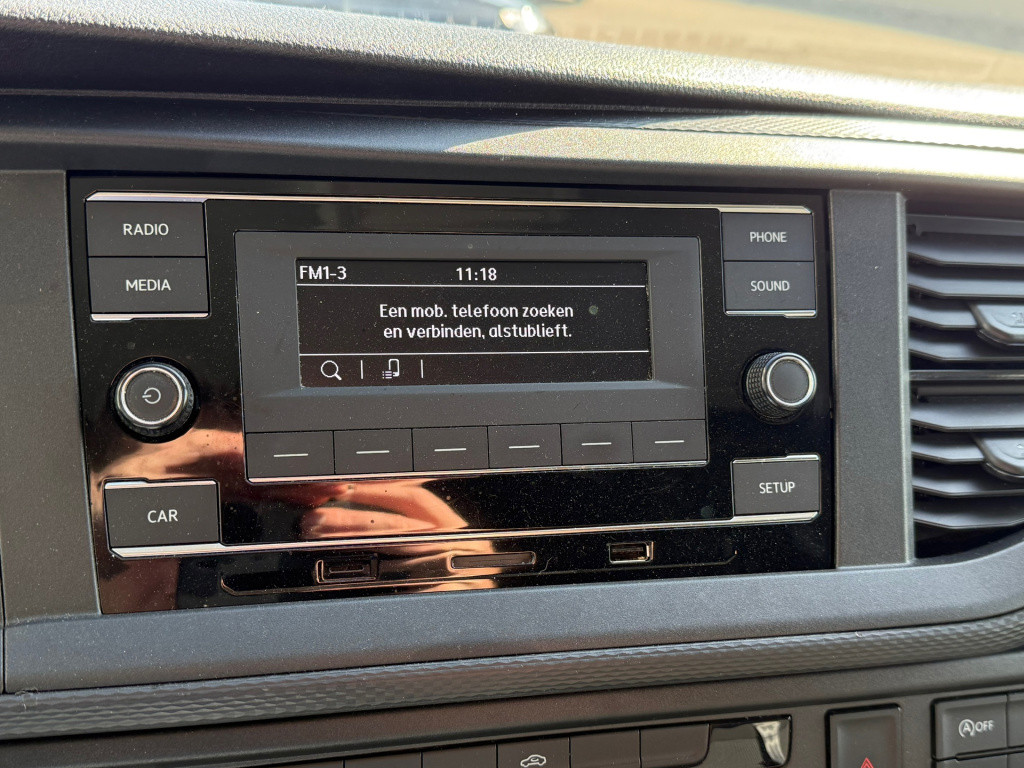 RADIO
MEDIA
FM1-3 11:18
Een mob. telefoon zoeken
en verbinden, alstublieft.
PHONE
SOUND
CAR
SETUP
A OFF